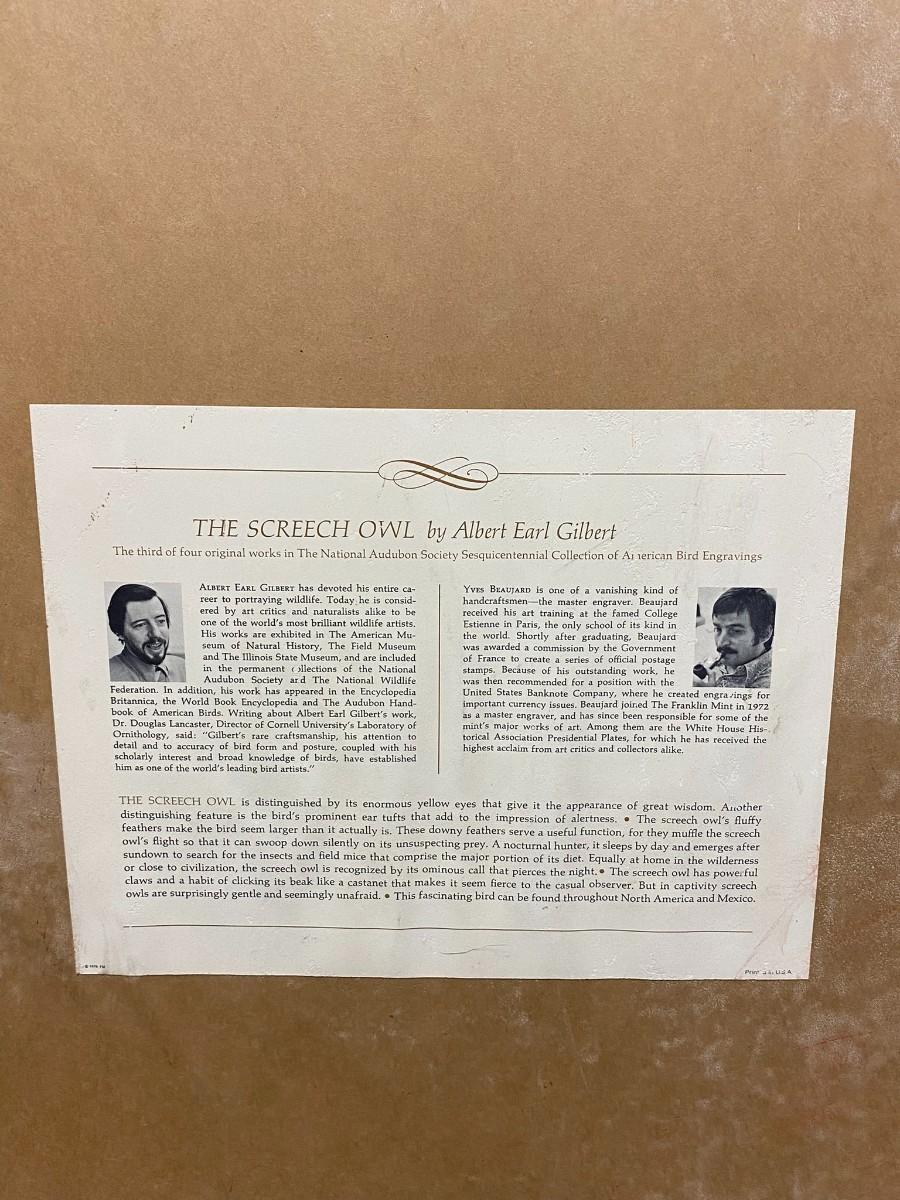 THE SCREECH OWL by Albert Earl Gilbert
The third of four original works in The National Audubon Society Sesquicentennial Collection of American Bird Engravings
ALBERT EARL GILBERT has devoted his entire ca-
reer to portraying wildlife. Today he is consid-
ered by art critics and naturalists alike to be
one of the world's most brilliant wildlife artists.
His works are exhibited in The American Mu-
seum of Natural History, The Field Museum
and The Illinois State Museum, and are included
in the permanent collections of the National
Audubon Society and The National Wildlife
Federation. In addition, his work has appeared in the Encyclopedia
Britannica, the World Book Encyclopedia and The Audubon Hand-
book of American Birds. Writing about Albert Earl Gilbert's work,
Dr. Douglas Lancaster, Director of Cornell University's Laboratory of
Ornithology, said: "Gilbert's rare craftsmanship, his attention to
detail and to accuracy of bird form and posture, coupled with his
scholarly interest and broad knowledge of birds, have established
him as one of the world's leading bird artists."
YVES BEAUJARD is one of a vanishing kind of
handcraftsmen—the master engraver. Beaujard
received his art training at the famed College
Estienne in Paris, the only school of its kind in
the world. Shortly after graduating, Beaujard
was awarded a commission by the Government
of France to create a series of official postage
stamps. Because of his outstanding work, he
was then recommended for a position with the
United States Banknote Company, where he created engravings for
important currency issues. Beaujard joined The Franklin Mint in 1972
as a master engraver, and has since been responsible for some of the
mint's major works of art. Among them are the White House His-
torical Association Presidential Plates, for which he has received the
highest acclaim from art critics and collectors alike.
THE SCREECH OWL is distinguished by its enormous yellow eyes that give it the appearance of great wisdom. Another
distinguishing feature is the bird's prominent ear tufts that add to the impression of alertness. • The screech owl's fluffy
feathers make the bird seem larger than it actually is. These downy feathers serve a useful function, for they muffle the screech
owl's flight so that it can swoop down silently on its unsuspecting prey. A nocturnal hunter, it sleeps by day and emerges after
sundown to search for the insects and field mice that comprise the major portion of its diet. Equally at home in the wilderness
or close to civilization, the screech owl is recognized by its ominous call that pierces the night. • The screech owl has powerful
claws and a habit of clicking its beak like a castanet that makes it seem fierce to the casual observer. But in captivity screech
owls are surprisingly gentle and seemingly unafraid. • This fascinating bird can be found throughout North America and Mexico.